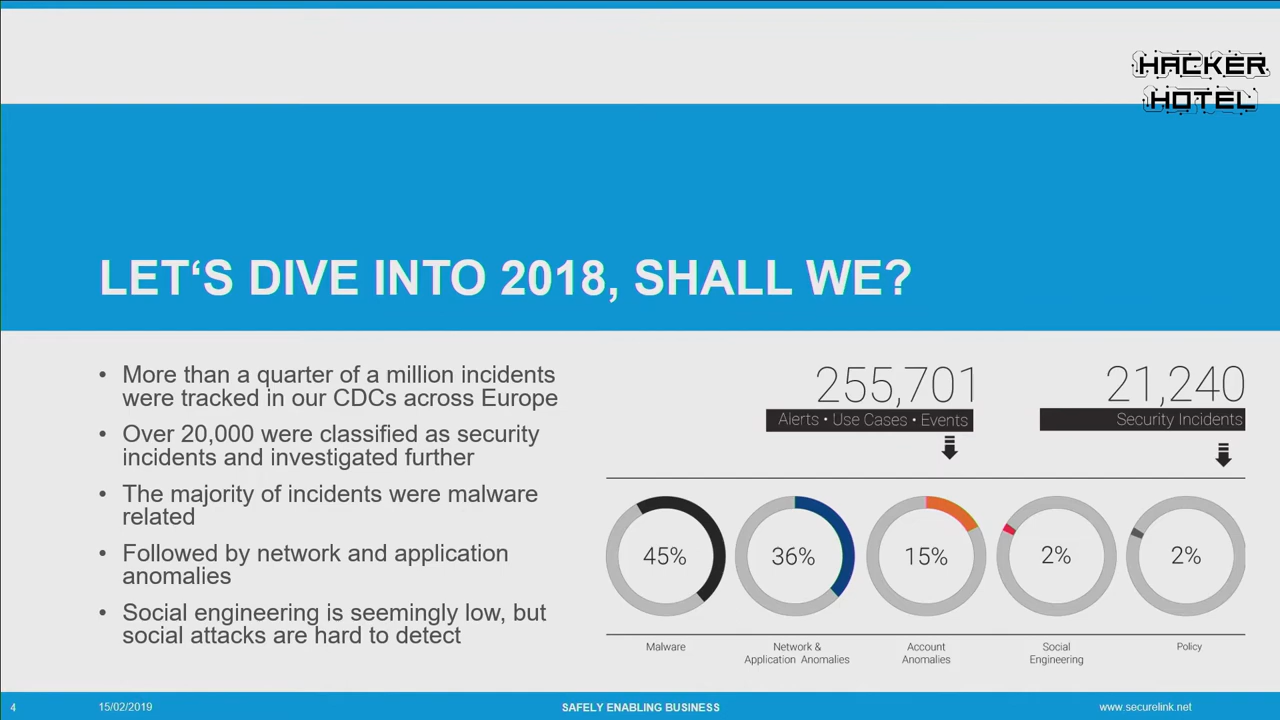 HACKER
HOTEL
LET‘S DIVE INTO 2018, SHALL WE?
• More than a quarter of a million incidents
were tracked in our CDCs across Europe
• Over 20,000 were classified as security
incidents and investigated further
• The majority of incidents were malware
related
• Followed by network and application
anomalies
• Social engineering is seemingly low, but
social attacks are hard to detect
255,701
Alerts • Use Cases • Events
21,240
Security Incidents
45%
36%
15%
2%
2%
Malware
Network &
Application Anomalies
Account
Anomalies
Social
Engineering
Policy
4
15/02/2019
SAFELY ENABLING BUSINESS
www.securelink.net